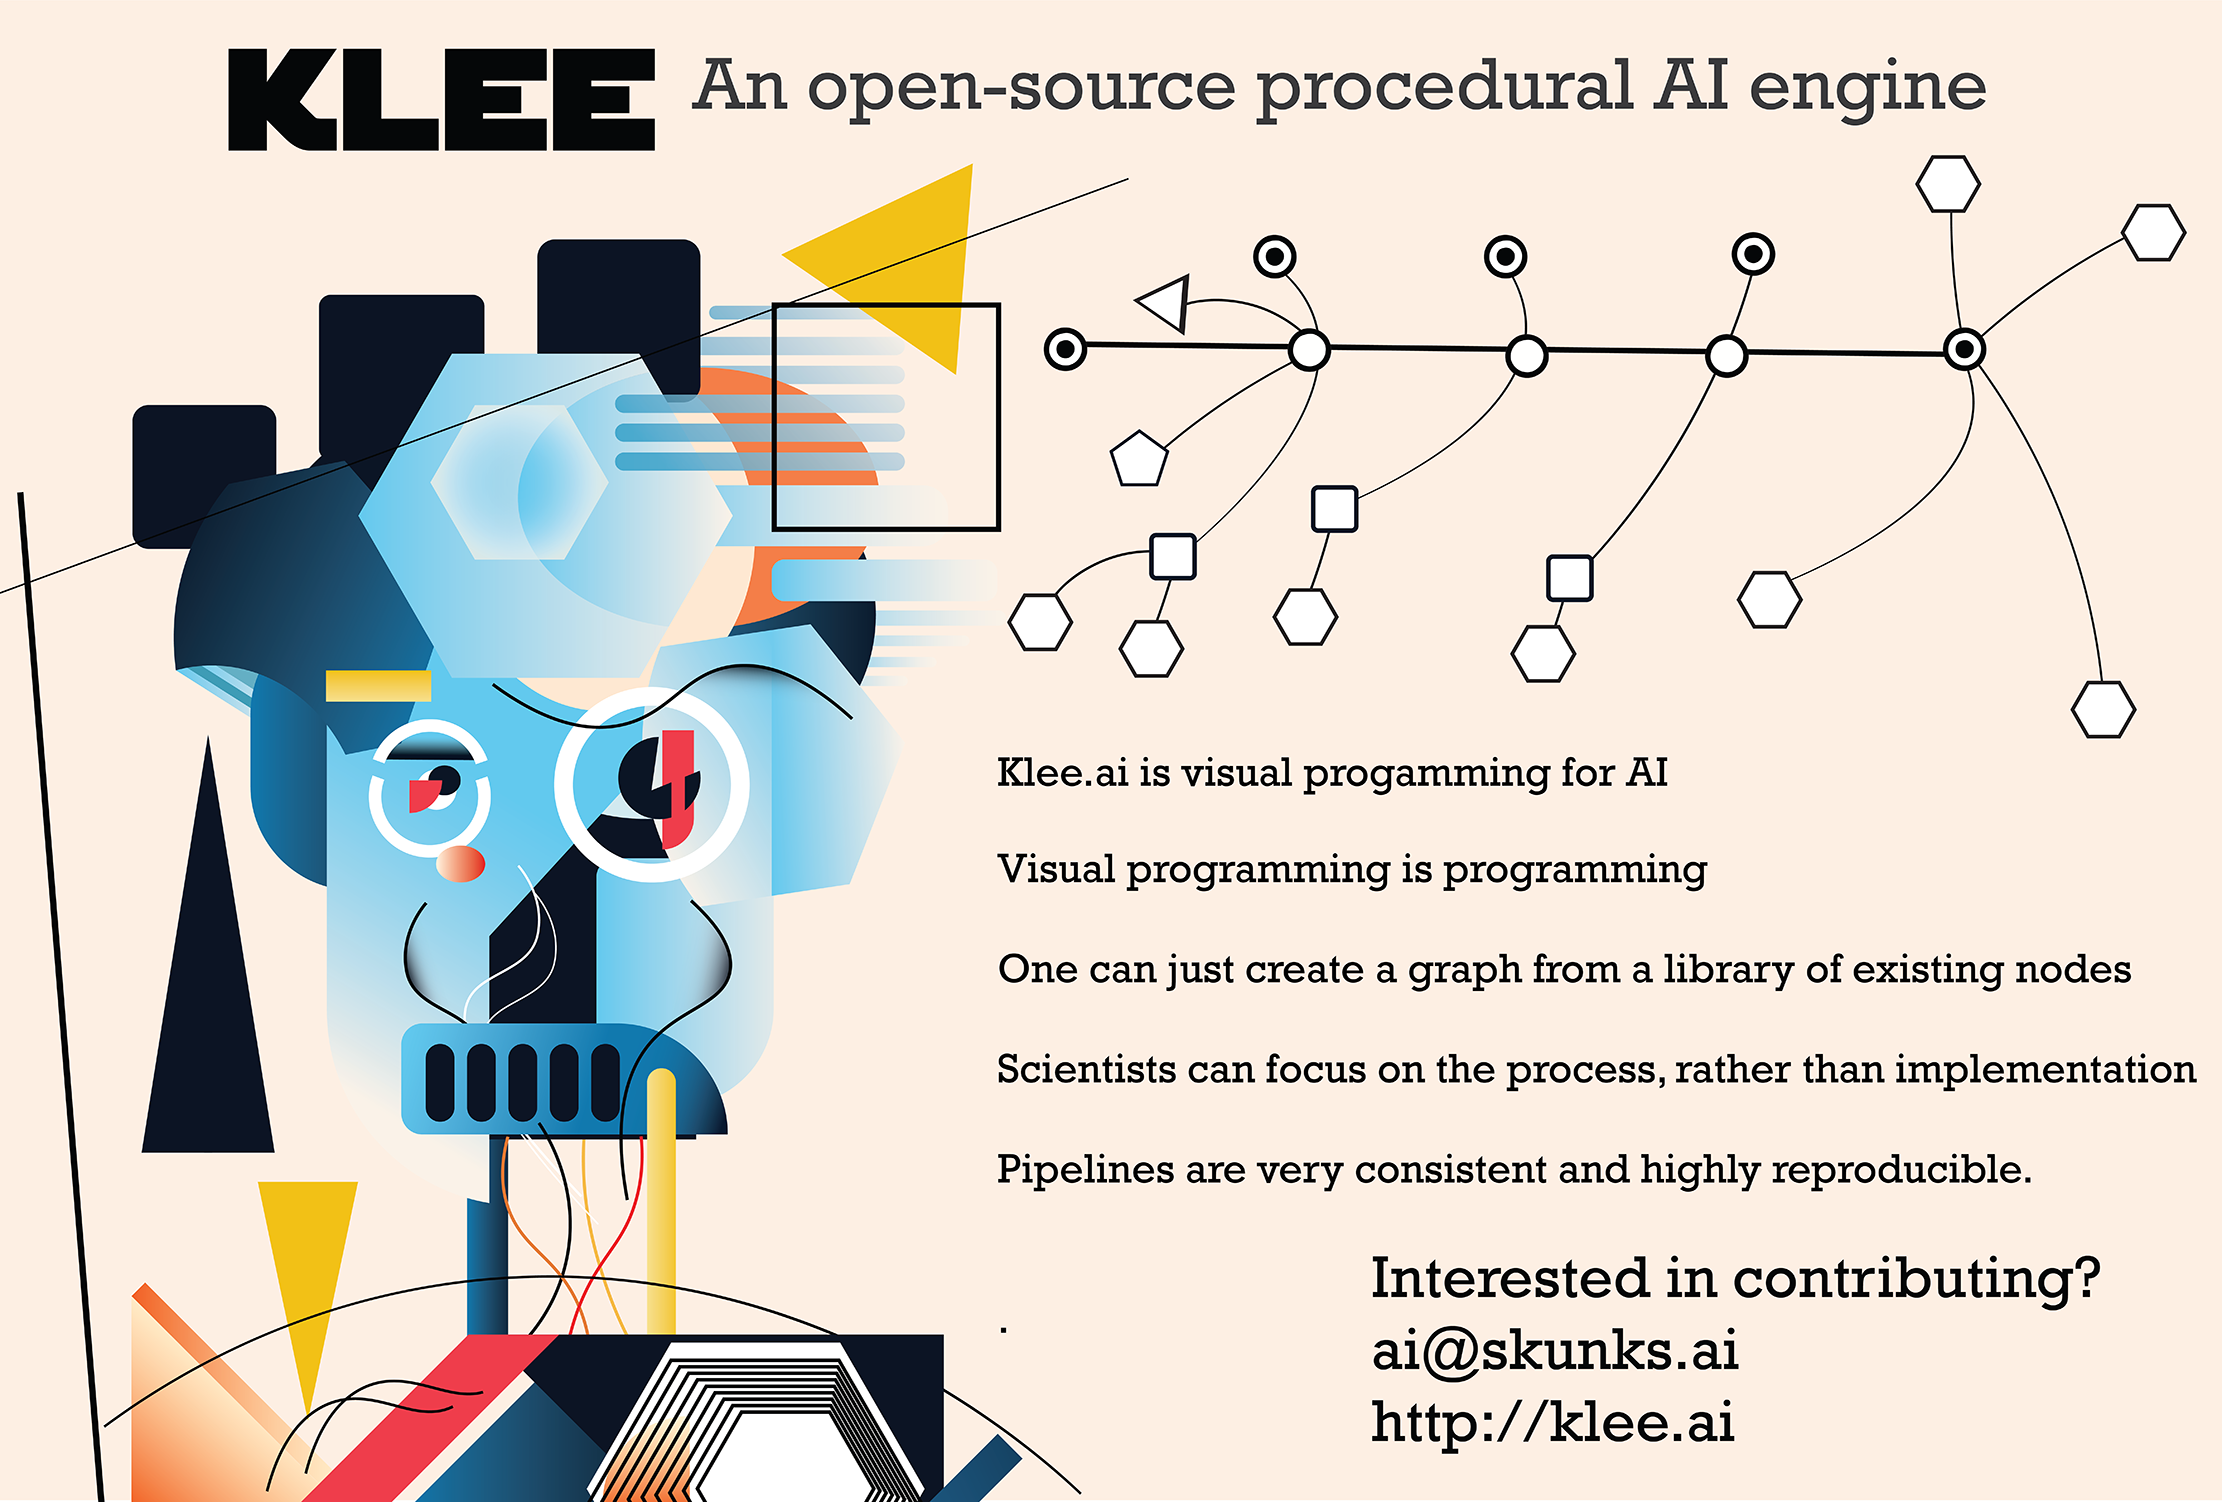 KLEE An open-source procedural AI engine
Klee.ai is visual progamming for AI
Visual programming is programming
One can just create a graph from a library of existing nodes
Scientists can focus on the process, rather than implementation
Pipelines are very consistent and highly reproducible.
.
Interested in contributing?
ai@skunks.ai
http://klee.ai